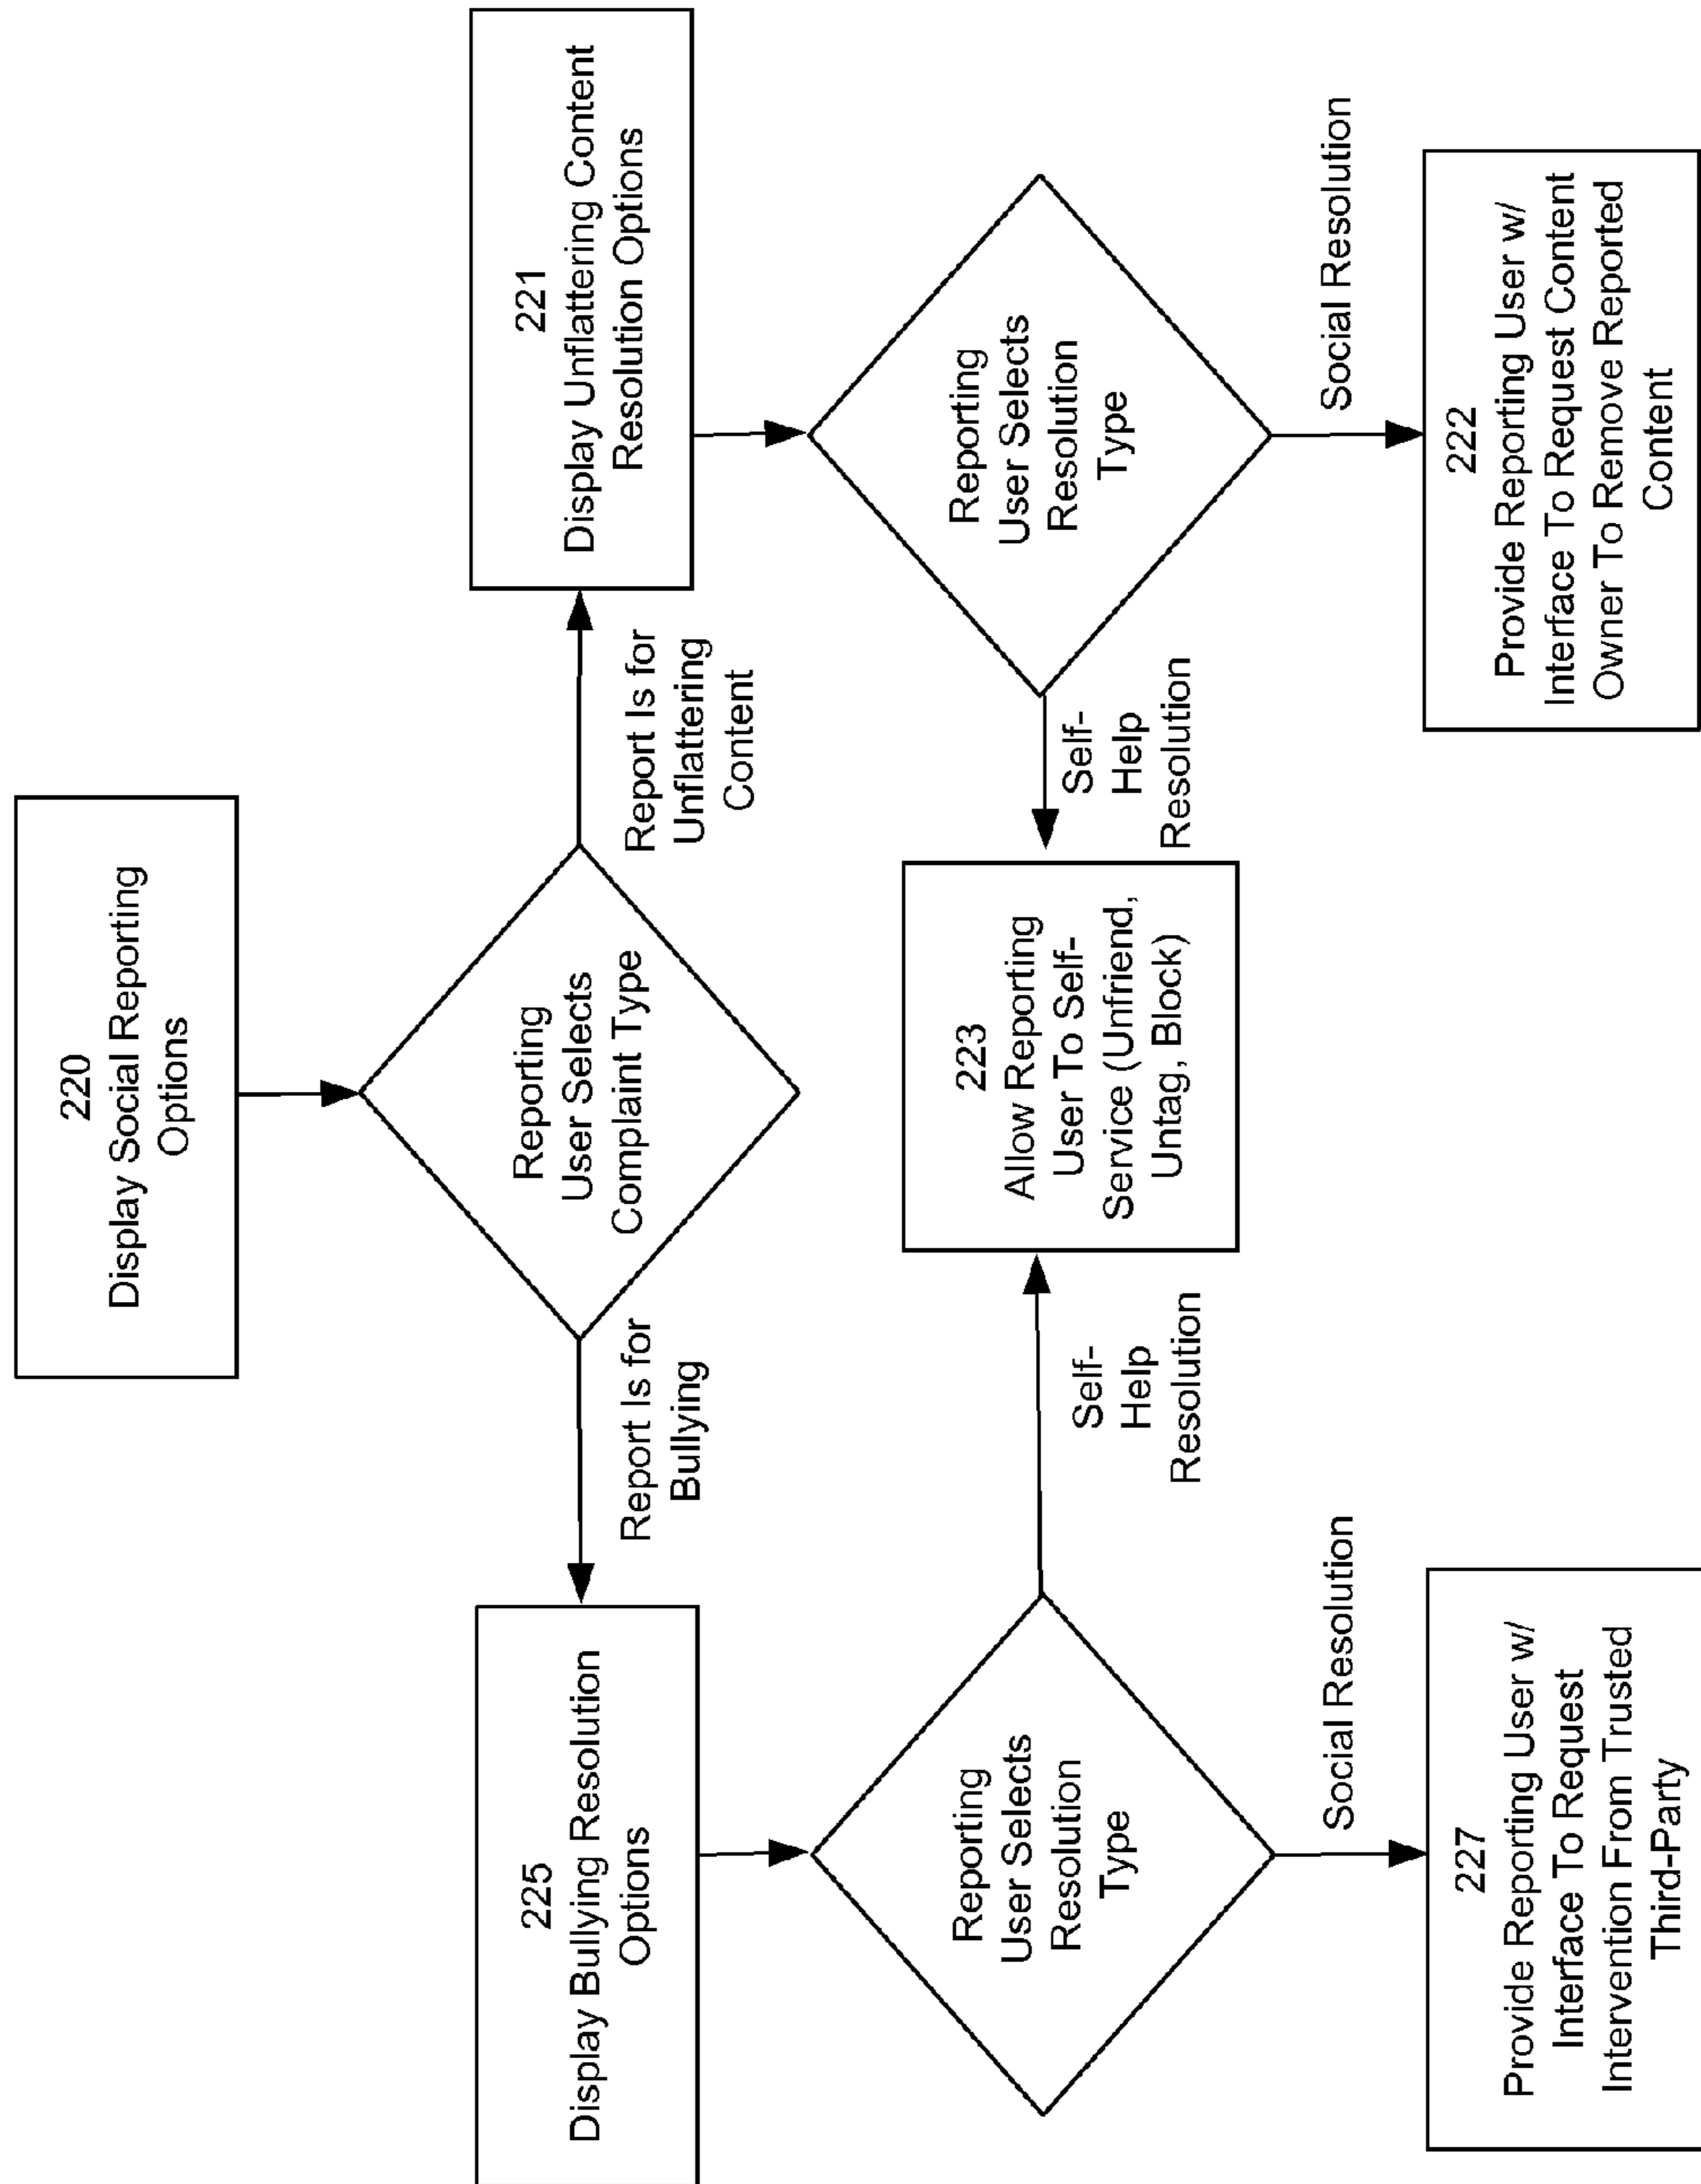 220
Display Social Reporting
Options
Reporting
User Selects
Complaint Type
Report Is for
Bullying
Report Is for
Unflattering
Content
225
Display Bullying Resolution
Options
221
Display Unflattering Content
Resolution Options
Reporting
User Selects
Resolution
Type
Self-
Help
Resolution
223
Allow Reporting
User To Self-
Service (Unfriend,
Untag, Block)
Self-
Help
Resolution
Reporting
User Selects
Resolution
Type
Social Resolution
Social Resolution
227
Provide Reporting User w/
Interface To Request
Intervention From Trusted
Third-Party
222
Provide Reporting User w/
Interface To Request Content
Owner To Remove Reported
Content